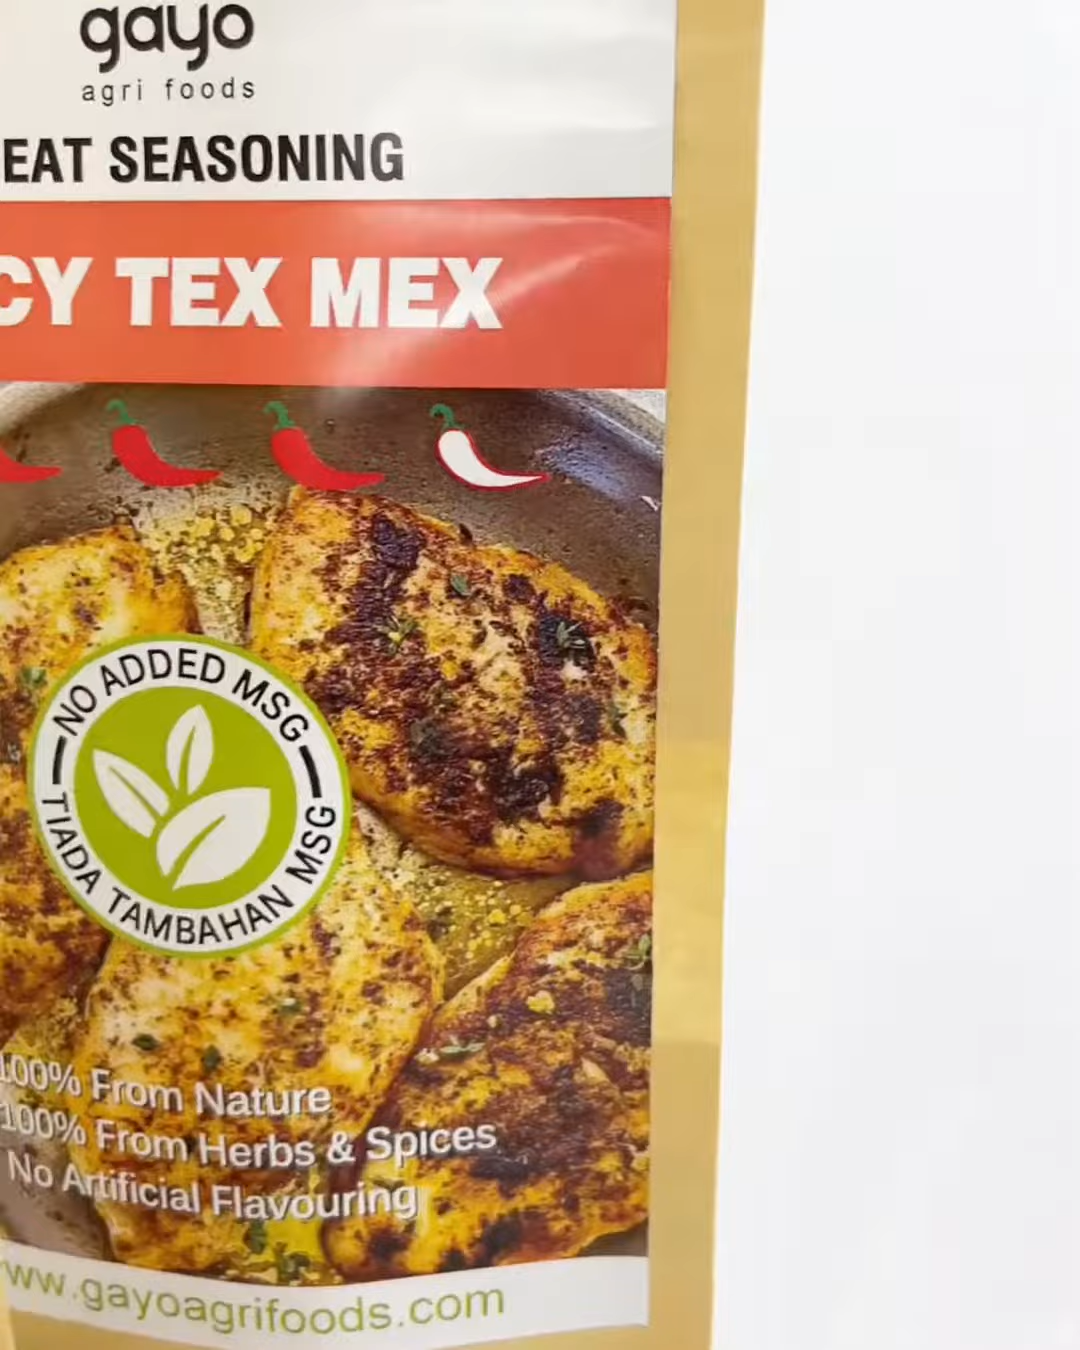 gayo
agri foods
EAT SEASONING
CY TEX MEX
NO ADDED MSG
TIADA TAMBAHAN MSG
100% From Nature
100% From Herbs & Spices
No Artificial Flavouring
ww.gayoagrifoods.com